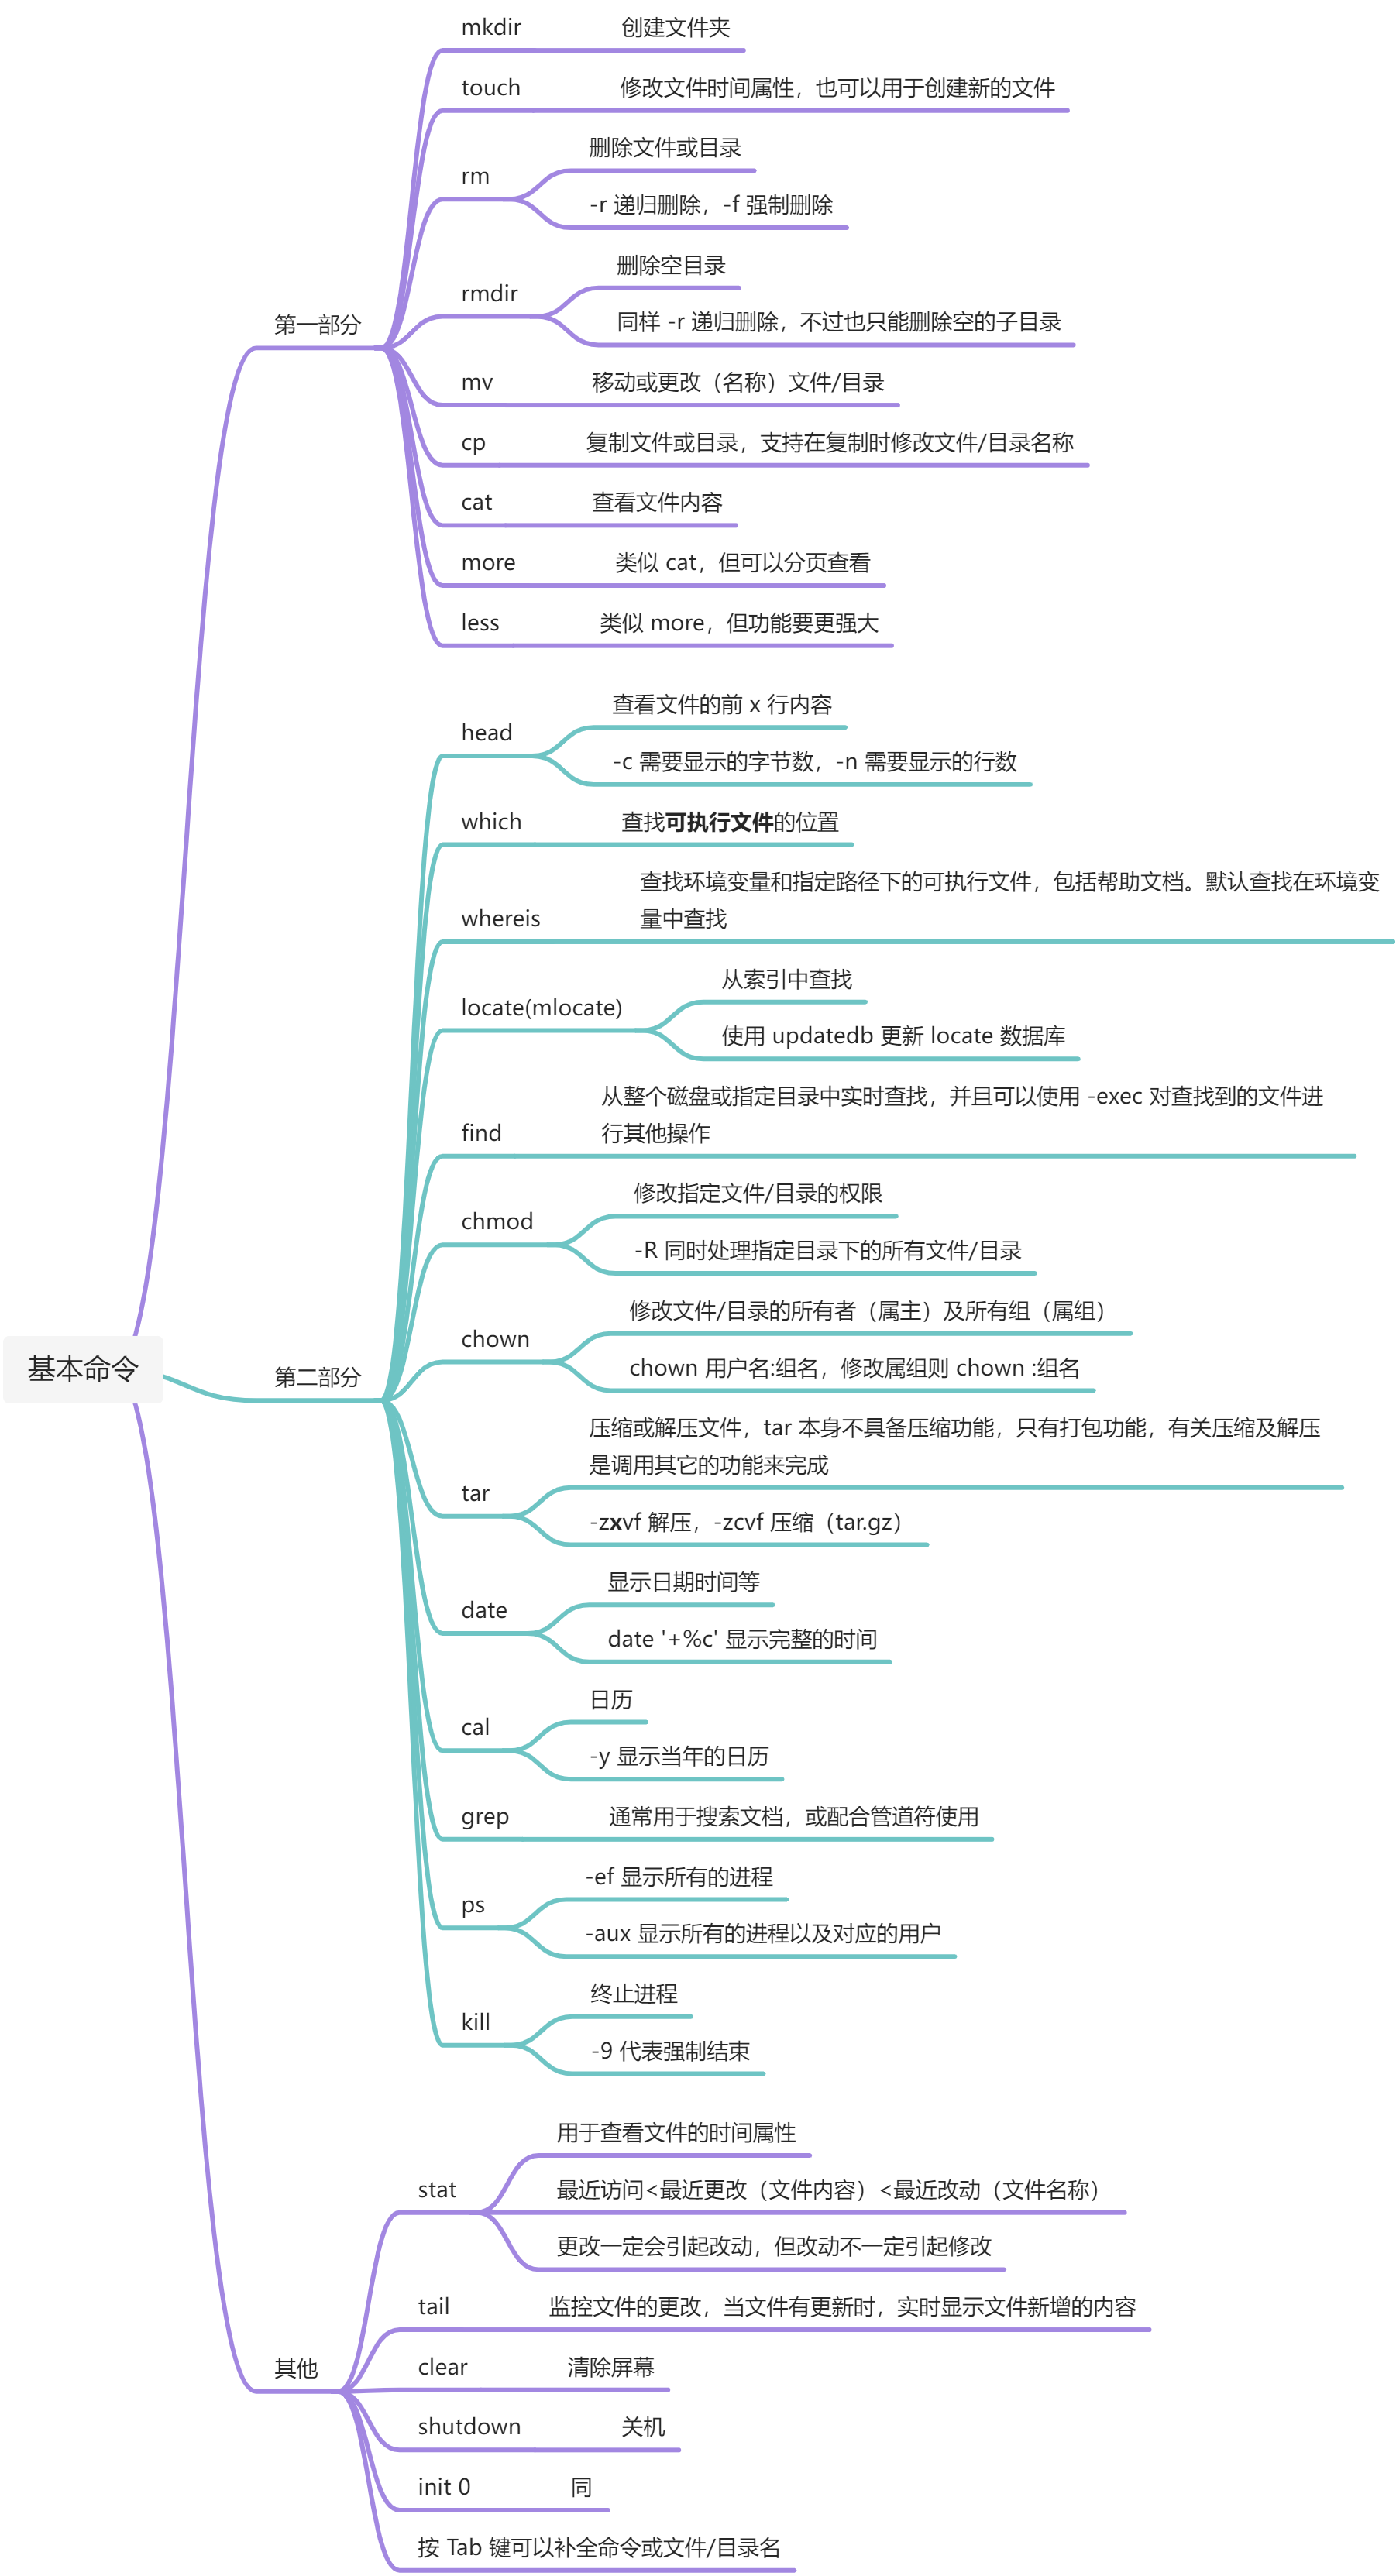 基本命令
第一部分
mkdir
创建文件夹
touch
修改文件时间属性，也可以用于创建新的文件
rm
删除文件或目录
-r 递归删除，-f 强制删除
rmdir
删除空目录
同样 -r 递归删除，不过也只能删除空的子目录
mv
移动或更改（名称）文件/目录
cp
复制文件或目录，支持在复制时修改文件/目录名称
cat
查看文件内容
more
类似 cat，但可以分页查看
less
类似 more，但功能要更强大
第二部分
head
查看文件的前 x 行内容
-c 需要显示的字节数，-n 需要显示的行数
which
查找可执行文件的位置
whereis
查找环境变量和指定路径下的可执行文件，包括帮助文档。默认查找在环境变
量中查找
locate(mlocate)
从索引中查找
使用 updatedb 更新 locate 数据库
find
从整个磁盘或指定目录中实时查找，并且可以使用 -exec 对查找到的文件进
行其他操作
chmod
修改指定文件/目录的权限
-R 同时处理指定目录下的所有文件/目录
chown
修改文件/目录的所有者（属主）及所有组（属组）
chown 用户名:组名，修改属组则 chown :组名
tar
压缩或解压文件，tar 本身不具备压缩功能，只有打包功能，有关压缩及解压
是调用其它的功能来完成
-zxvf 解压，-zcvf 压缩（tar.gz）
date
显示日期时间等
date '+%c' 显示完整的时间
cal
日历
-y 显示当年的日历
grep
通常用于搜索文档，或配合管道符使用
ps
-ef 显示所有的进程
-aux 显示所有的进程以及对应的用户
kill
终止进程
-9 代表强制结束
其他
stat
用于查看文件的时间属性
最近访问<最近更改（文件内容）<最近改动（文件名称）
更改一定会引起改动，但改动不一定引起修改
tail
监控文件的更改，当文件有更新时，实时显示文件新增的内容
clear
清除屏幕
shutdown
关机
init 0
同
按 Tab 键可以补全命令或文件/目录名